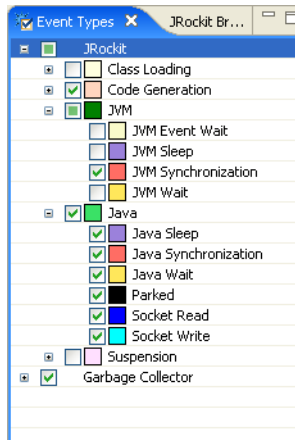 Event Types JRockit Br...
JRockit
Class Loading
Code Generation
JVM
JVM Event Wait
JVM Sleep
JVM Synchronization
JVM Wait
Java
Java Sleep
Java Synchronization
Java Wait
Parked
Socket Read
Socket Write
Suspension
Garbage Collector